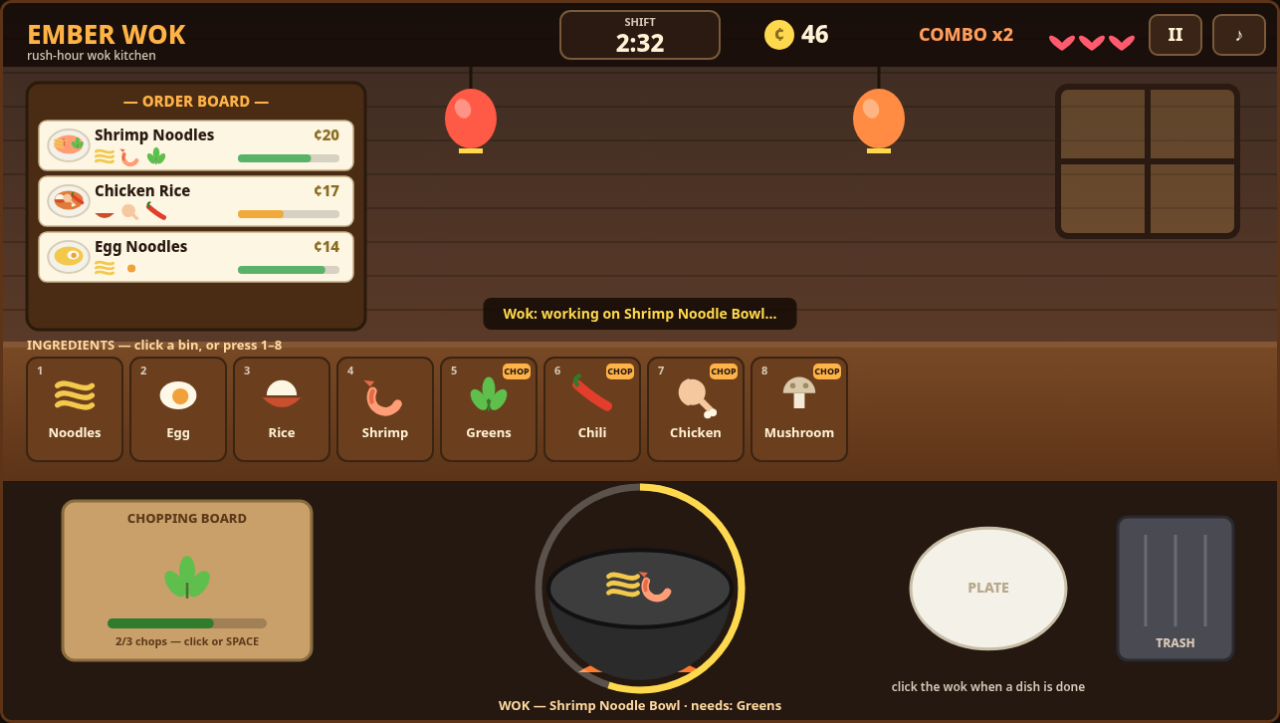 EMBER WOK
rush-hour wok kitchen
SHIFT
2:32
¢ 46
COMBO x2
II
♪
— ORDER BOARD —
Shrimp Noodles ¢20
Chicken Rice ¢17
Egg Noodles ¢14
Wok: working on Shrimp Noodle Bowl...
INGREDIENTS — click a bin, or press 1–8
1 Noodles
2 Egg
3 Rice
4 Shrimp
5 CHOP Greens
6 CHOP Chili
7 CHOP Chicken
8 CHOP Mushroom
CHOPPING BOARD
2/3 chops — click or SPACE
WOK — Shrimp Noodle Bowl · needs: Greens
PLATE
TRASH
click the wok when a dish is done